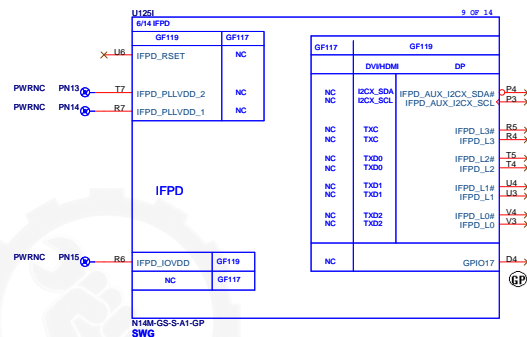 U125I 9 OF 14
6/14 IFPD
GF119 GF117
U6 IFPD_RSET NC
PWRNC PN13 T7 IFPD_PLLVDD_2 NC
PWRNC PN14 R7 IFPD_PLLVDD_1 NC
GF117 GF119
DVI/HDMI DP
NC I2CX_SDA IFPD_AUX_I2CX_SDA# P4
NC I2CX_SCL IFPD_AUX_I2CX_SCL P3
NC TXC IFPD_L3# R5
NC TXC IFPD_L3 R4
NC TXD0 IFPD_L2# T5
NC TXD0 IFPD_L2 T4
NC TXD1 IFPD_L1# U4
NC TXD1 IFPD_L1 U3
NC TXD2 IFPD_L0# V4
NC TXD2 IFPD_L0 V3
IFPD
PWRNC PN15 R6 IFPD_IOVDD GF119
NC GF117
NC GPIO17 D4
GP
N14M-GS-S-A1-GP
SWG